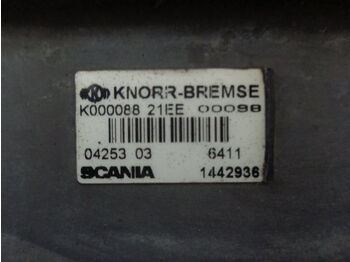 KNORR-BREMSE
K000088 21EE 00098
04253 03 6411
SCANIA 1442936